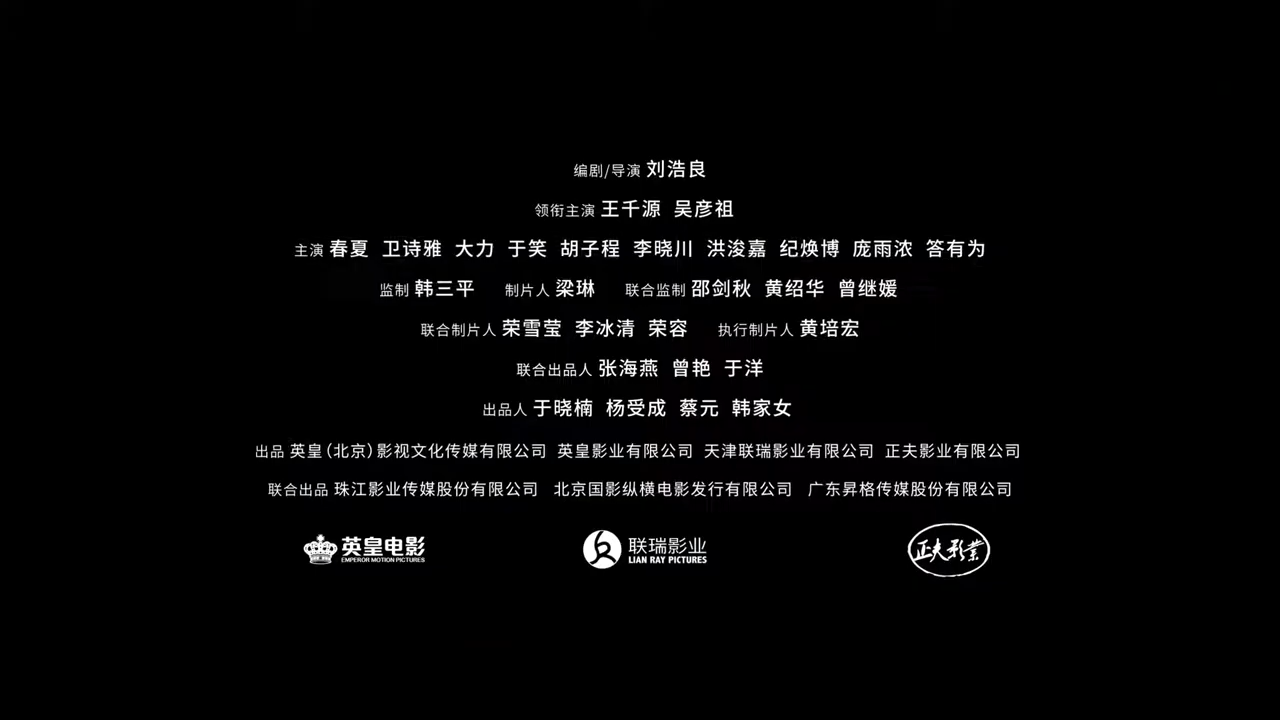 编剧/导演 刘浩良
领衔主演 王千源 吴彦祖
主演 春夏 卫诗雅 大力 于笑 胡子程 李晓川 洪浚嘉 纪焕博 庞雨浓 答有为
监制 韩三平 制片人 梁琳 联合监制 邵剑秋 黄绍华 曾继媛
联合制片人 荣雪莹 李冰清 荣容 执行制片人 黄培宏
联合出品人 张海燕 曾艳 于洋
出品人 于晓楠 杨受成 蔡元 韩家女
出品 英皇(北京)影视文化传媒有限公司 英皇影业有限公司 天津联瑞影业有限公司 正夫影业有限公司
联合出品 珠江影业传媒股份有限公司 北京国影纵横电影发行有限公司 广东昇格传媒股份有限公司
英皇电影
EMPEROR MOTION PICTURES
联瑞影业
LIAN RAY PICTURES
正夫影業